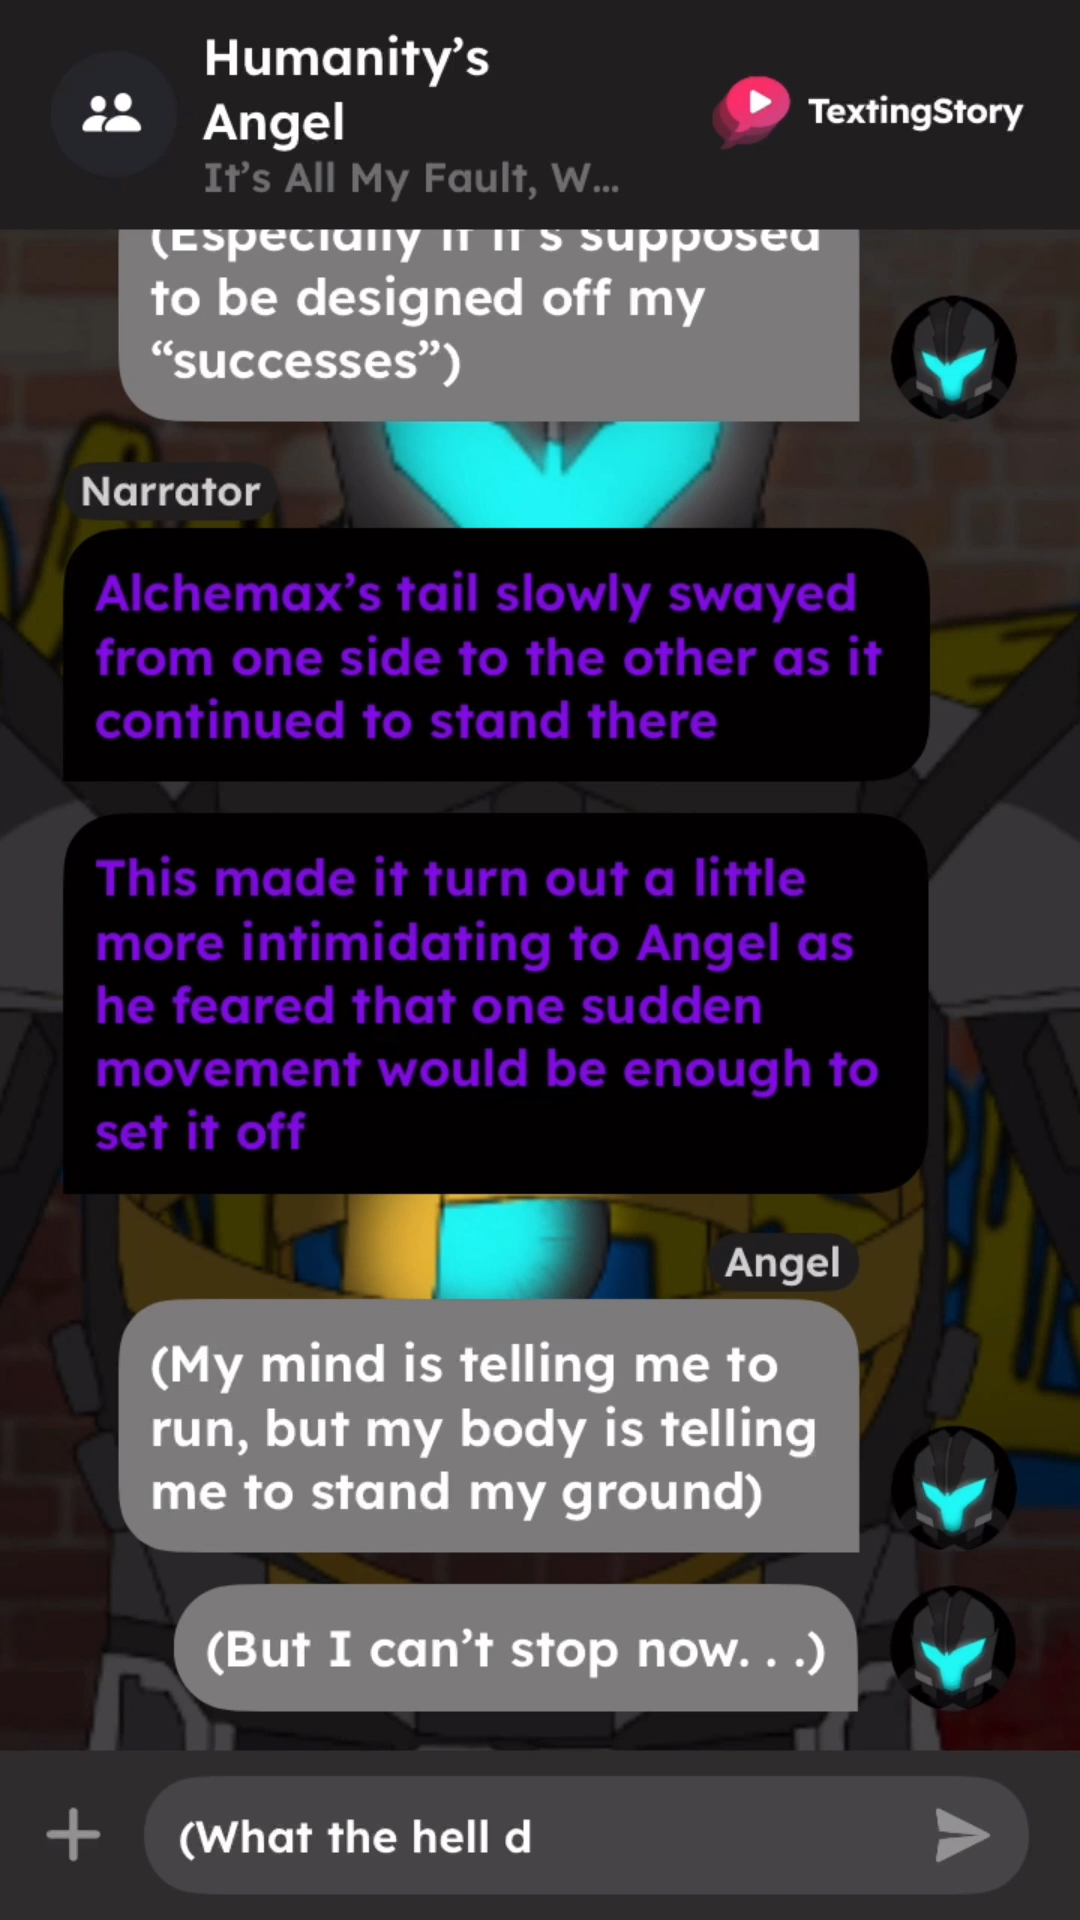 Humanity’s
Angel
It’s All My Fault, W...
TextingStory
(Especially if it’s supposed
to be designed off my
“successes”)
Narrator
Alchemax’s tail slowly swayed
from one side to the other as it
continued to stand there
This made it turn out a little
more intimidating to Angel as
he feared that one sudden
movement would be enough to
set it off
Angel
(My mind is telling me to
run, but my body is telling
me to stand my ground)
(But I can’t stop now. . .)
(What the hell d